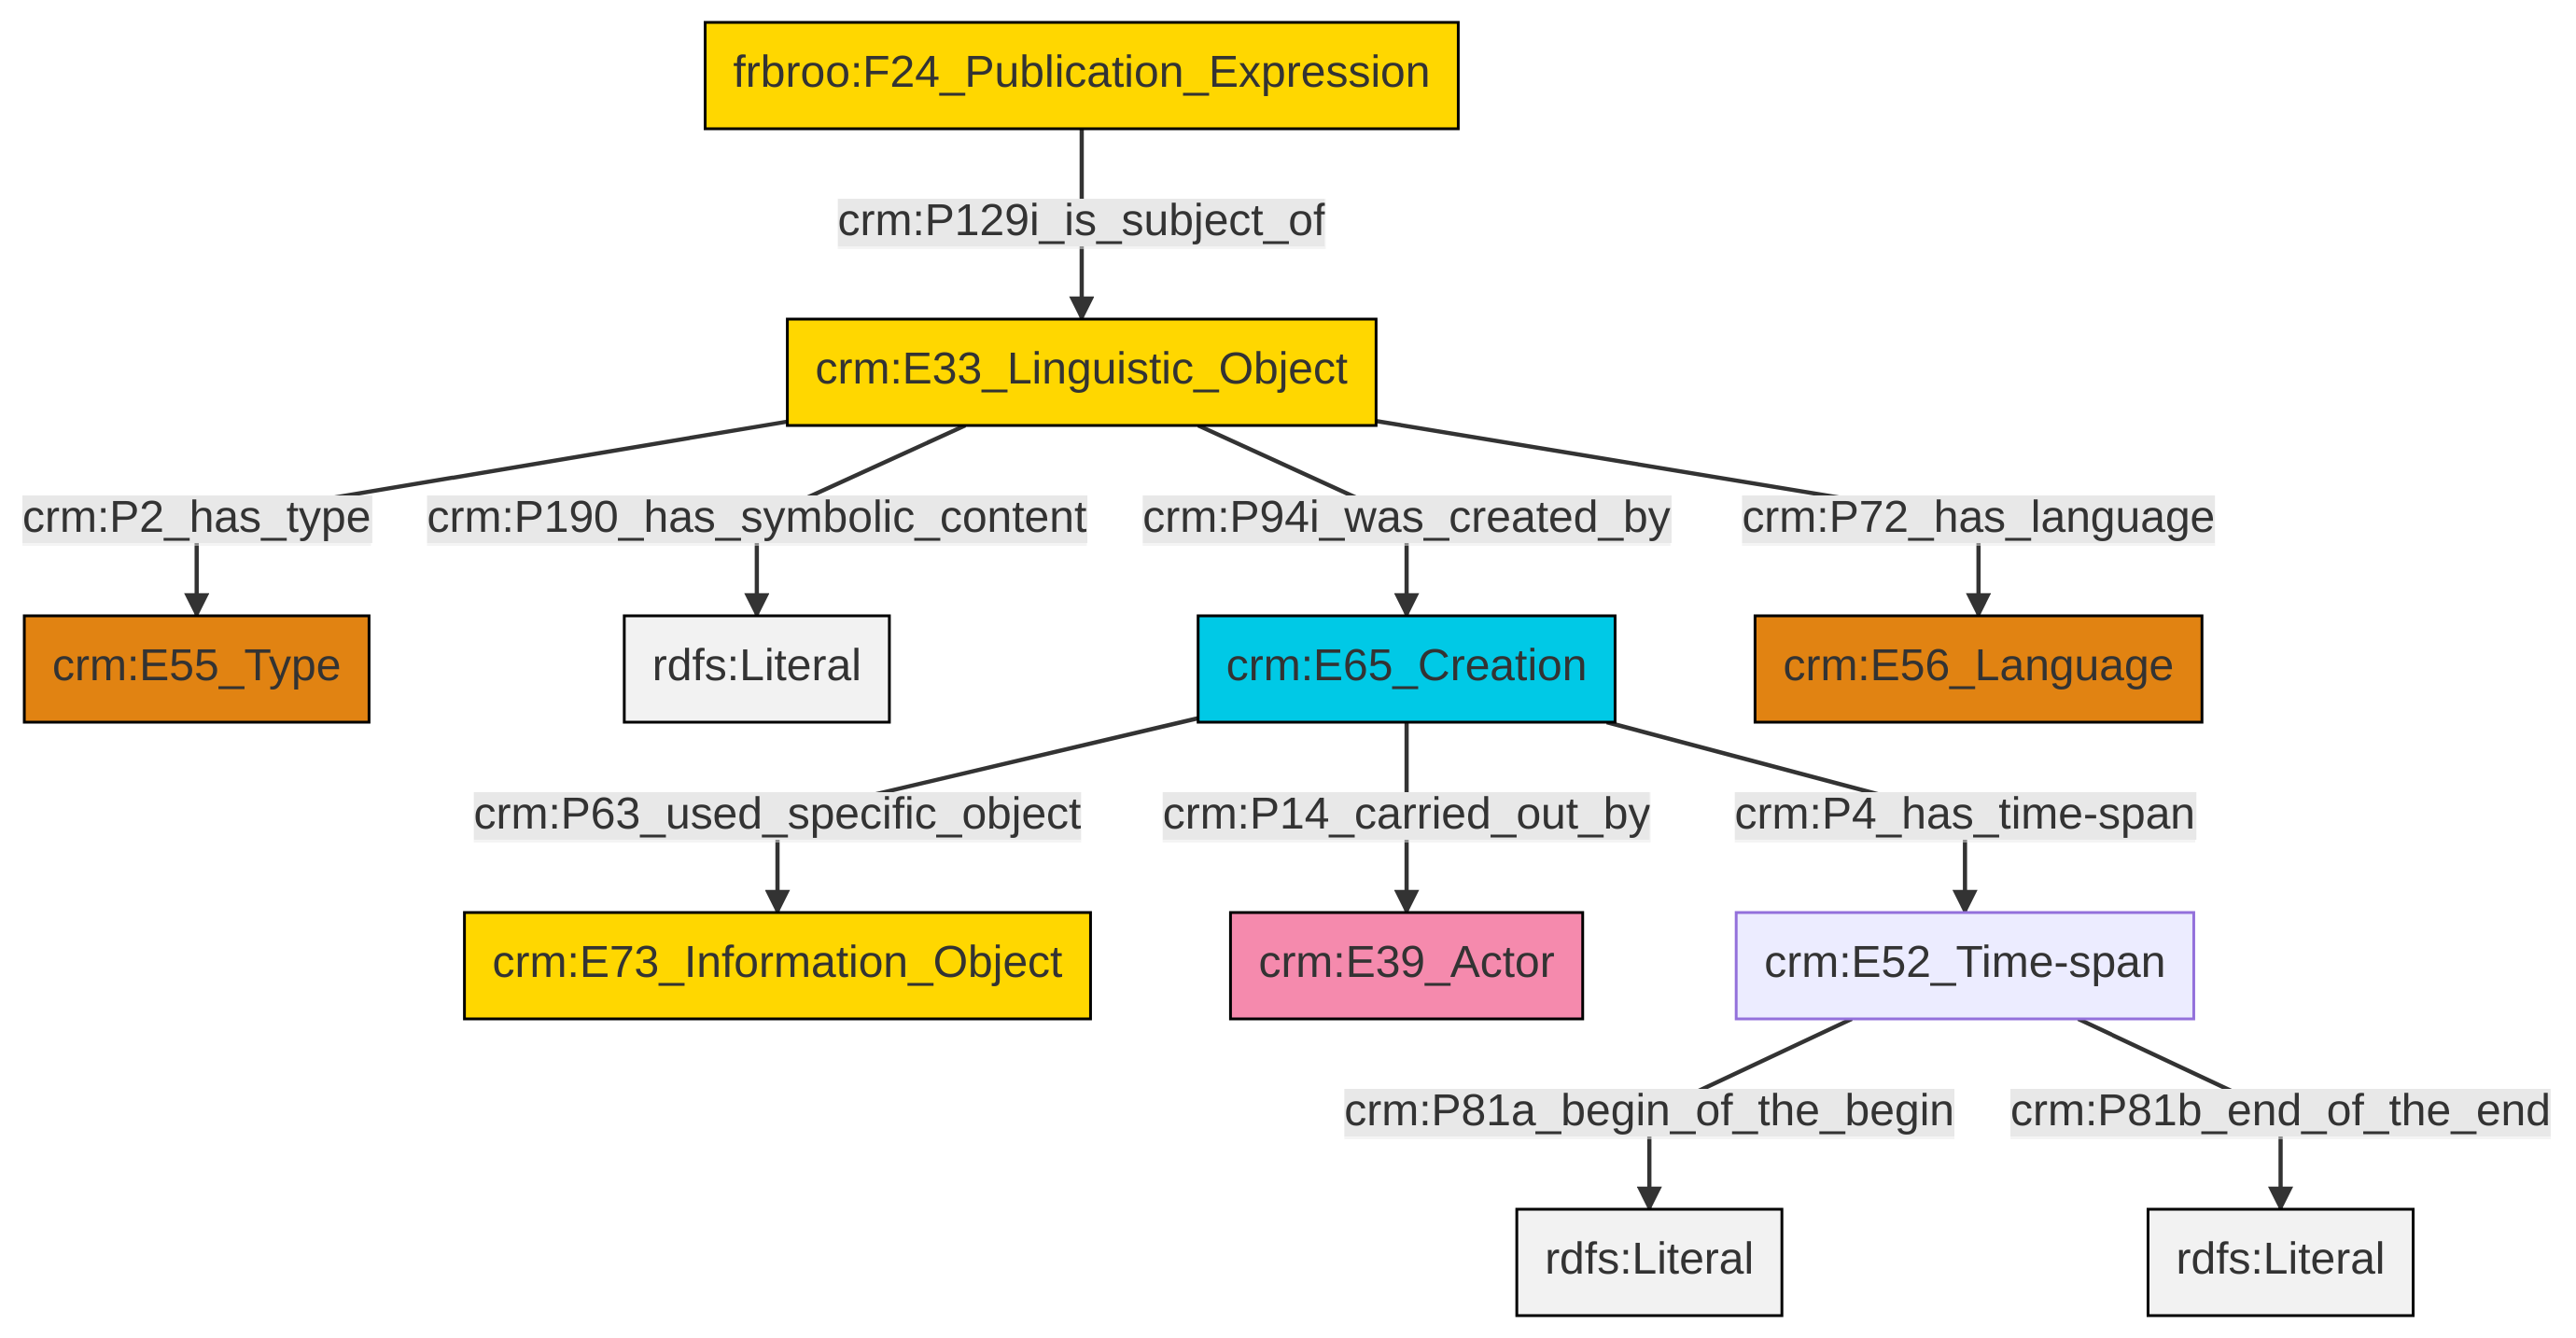 frbroo:F24_Publication_Expression
crm:P129i_is_subject_of
crm:E33_Linguistic_Object
crm:P2_has_type
crm:P190_has_symbolic_content
crm:P94i_was_created_by
crm:P72_has_language
crm:E55_Type
rdfs:Literal
crm:E65_Creation
crm:E56_Language
crm:P63_used_specific_object
crm:P14_carried_out_by
crm:P4_has_time-span
crm:E73_Information_Object
crm:E39_Actor
crm:E52_Time-span
crm:P81a_begin_of_the_begin
crm:P81b_end_of_the_end
rdfs:Literal
rdfs:Literal